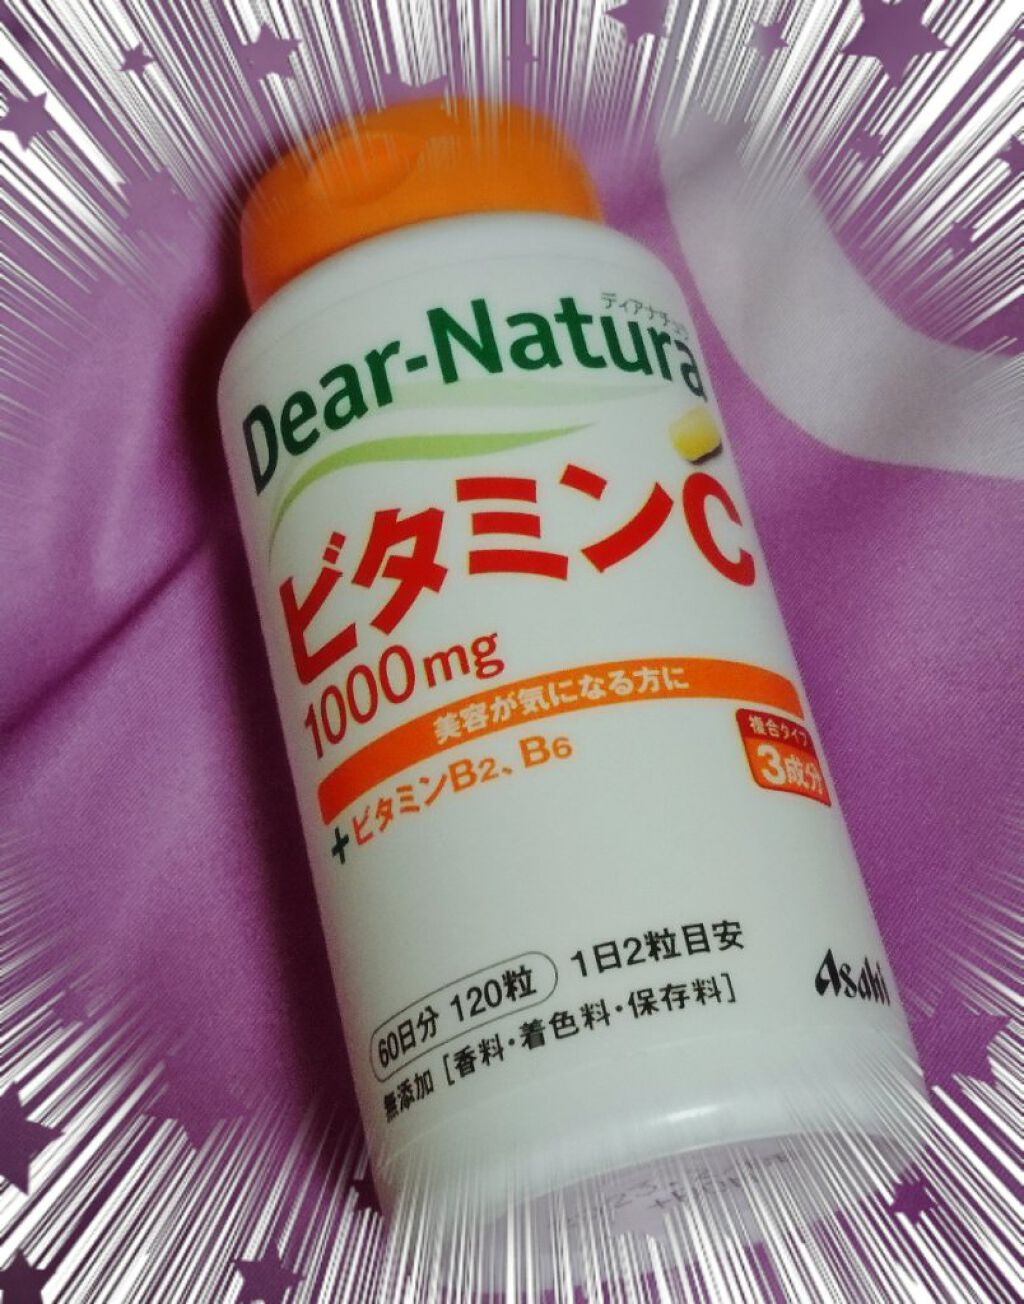 ディアナチュラ
Dear-Natura
ビタミンC
1000mg
美容が気になる方に
+ビタミンB2、B6
複合タイプ
3成分
60日分 120粒 1日2粒目安
無添加 [香料・着色料・保存料]
Asahi